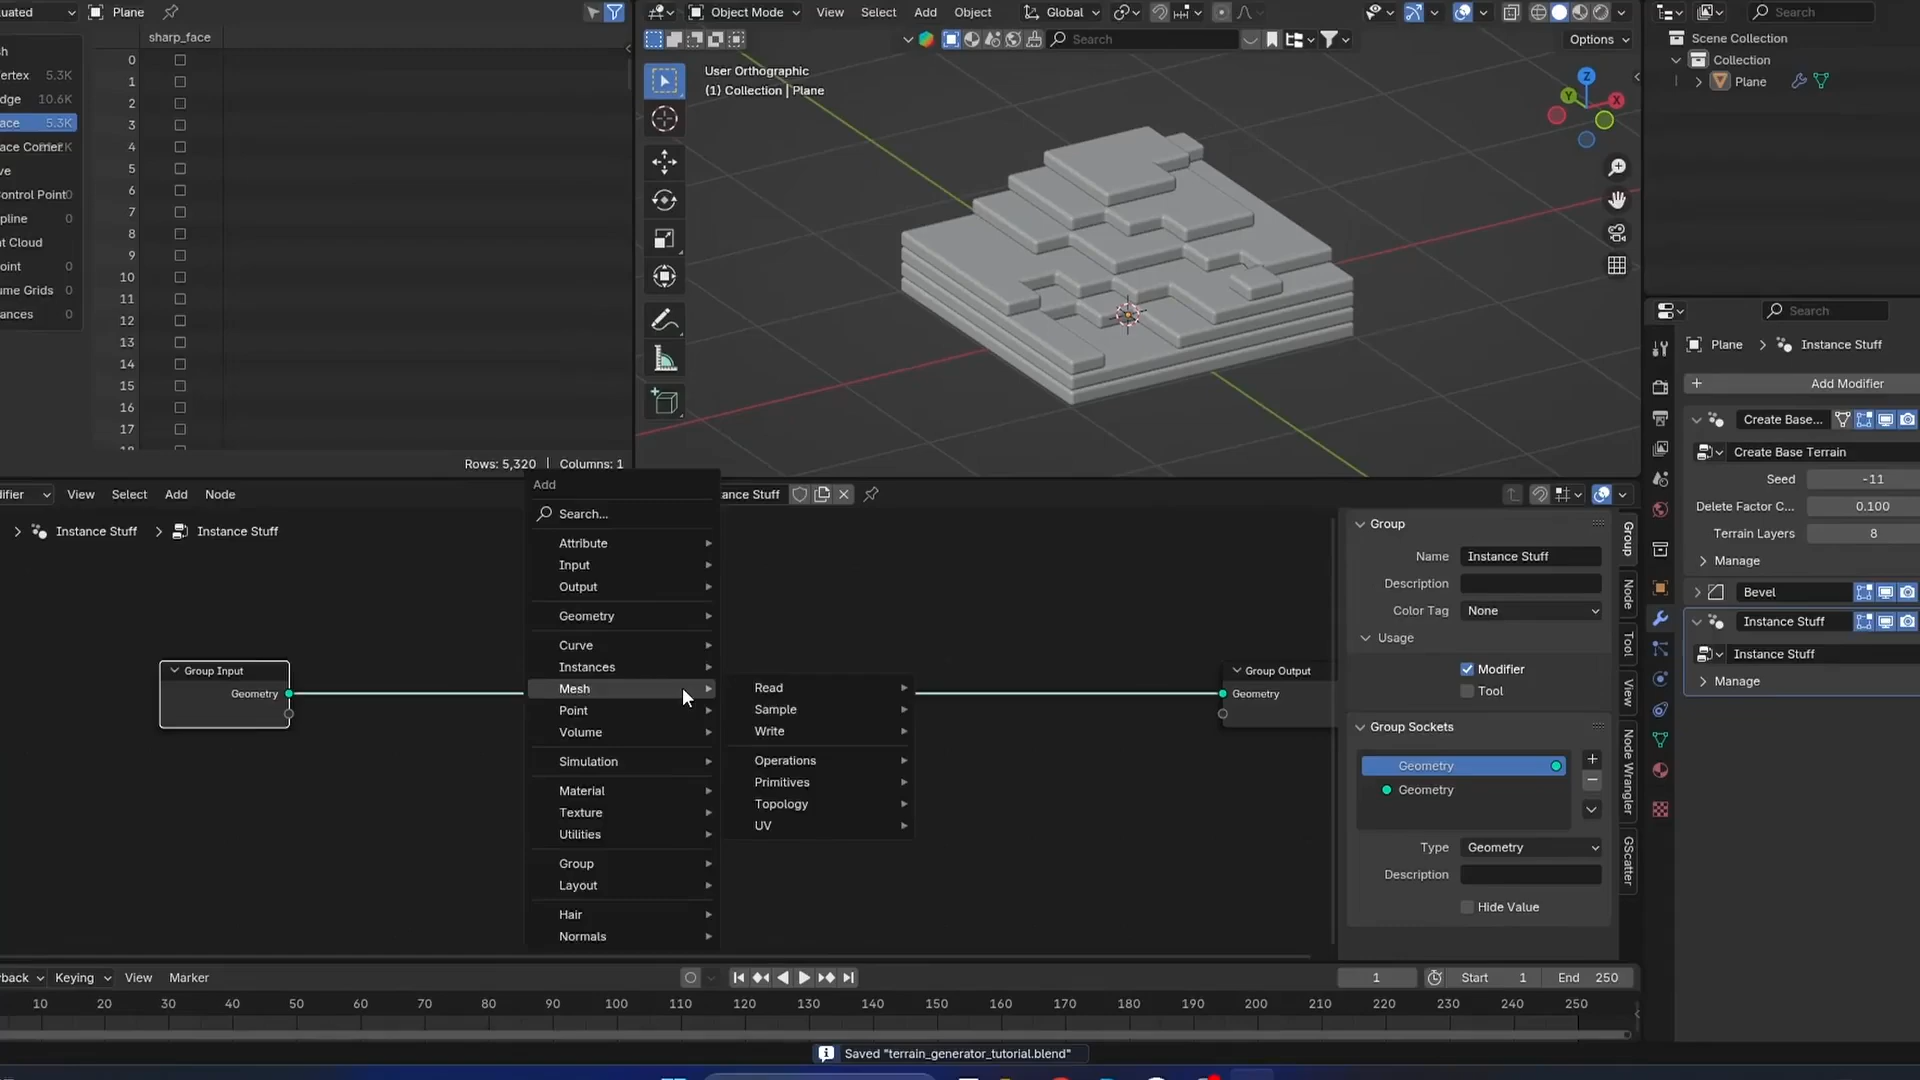 uated
Plane
sharp_face
sh
ertex 5.3K
dge 10.6K
ace 5.3K
ace Corner
ve
ontrol Point 0
pline 0
nt Cloud
oint 0
ume Grids 0
ances 0
0
1
2
3
4
5
6
7
8
9
10
11
12
13
14
15
16
17
Rows: 5,320 | Columns: 1
Object Mode
View
Select
Add
Object
Global
Search
Options
User Orthographic
(1) Collection | Plane
Z
Y
X
Search
Scene Collection
Collection
Plane
Search
Plane > Instance Stuff
Add Modifier
Create Base...
Create Base Terrain
Seed -11
Delete Factor C... 0.100
Terrain Layers 8
Manage
Bevel
Instance Stuff
Instance Stuff
Manage
difier
View
Select
Add
Node
nce Stuff
Instance Stuff > Instance Stuff
Group Input
Geometry
Add
Search...
Attribute
Input
Output
Geometry
Curve
Instances
Mesh
Point
Volume
Simulation
Material
Texture
Utilities
Group
Layout
Hair
Normals
Read
Sample
Write
Operations
Primitives
Topology
UV
Group Output
Geometry
Group
Name Instance Stuff
Description
Color Tag None
Usage
Modifier
Tool
Group Sockets
Geometry
Geometry
Type Geometry
Description
Hide Value
Group
Node
Tool
View
Node Wrangler
GScatter
yback
Keying
View
Marker
1
Start 1
End 250
10 20 30 40 50 60 70 80 90 100 110 120 130 140 150 160 170 180 190 200 210 220 230 240 250
Saved "terrain_generator_tutorial.blend"